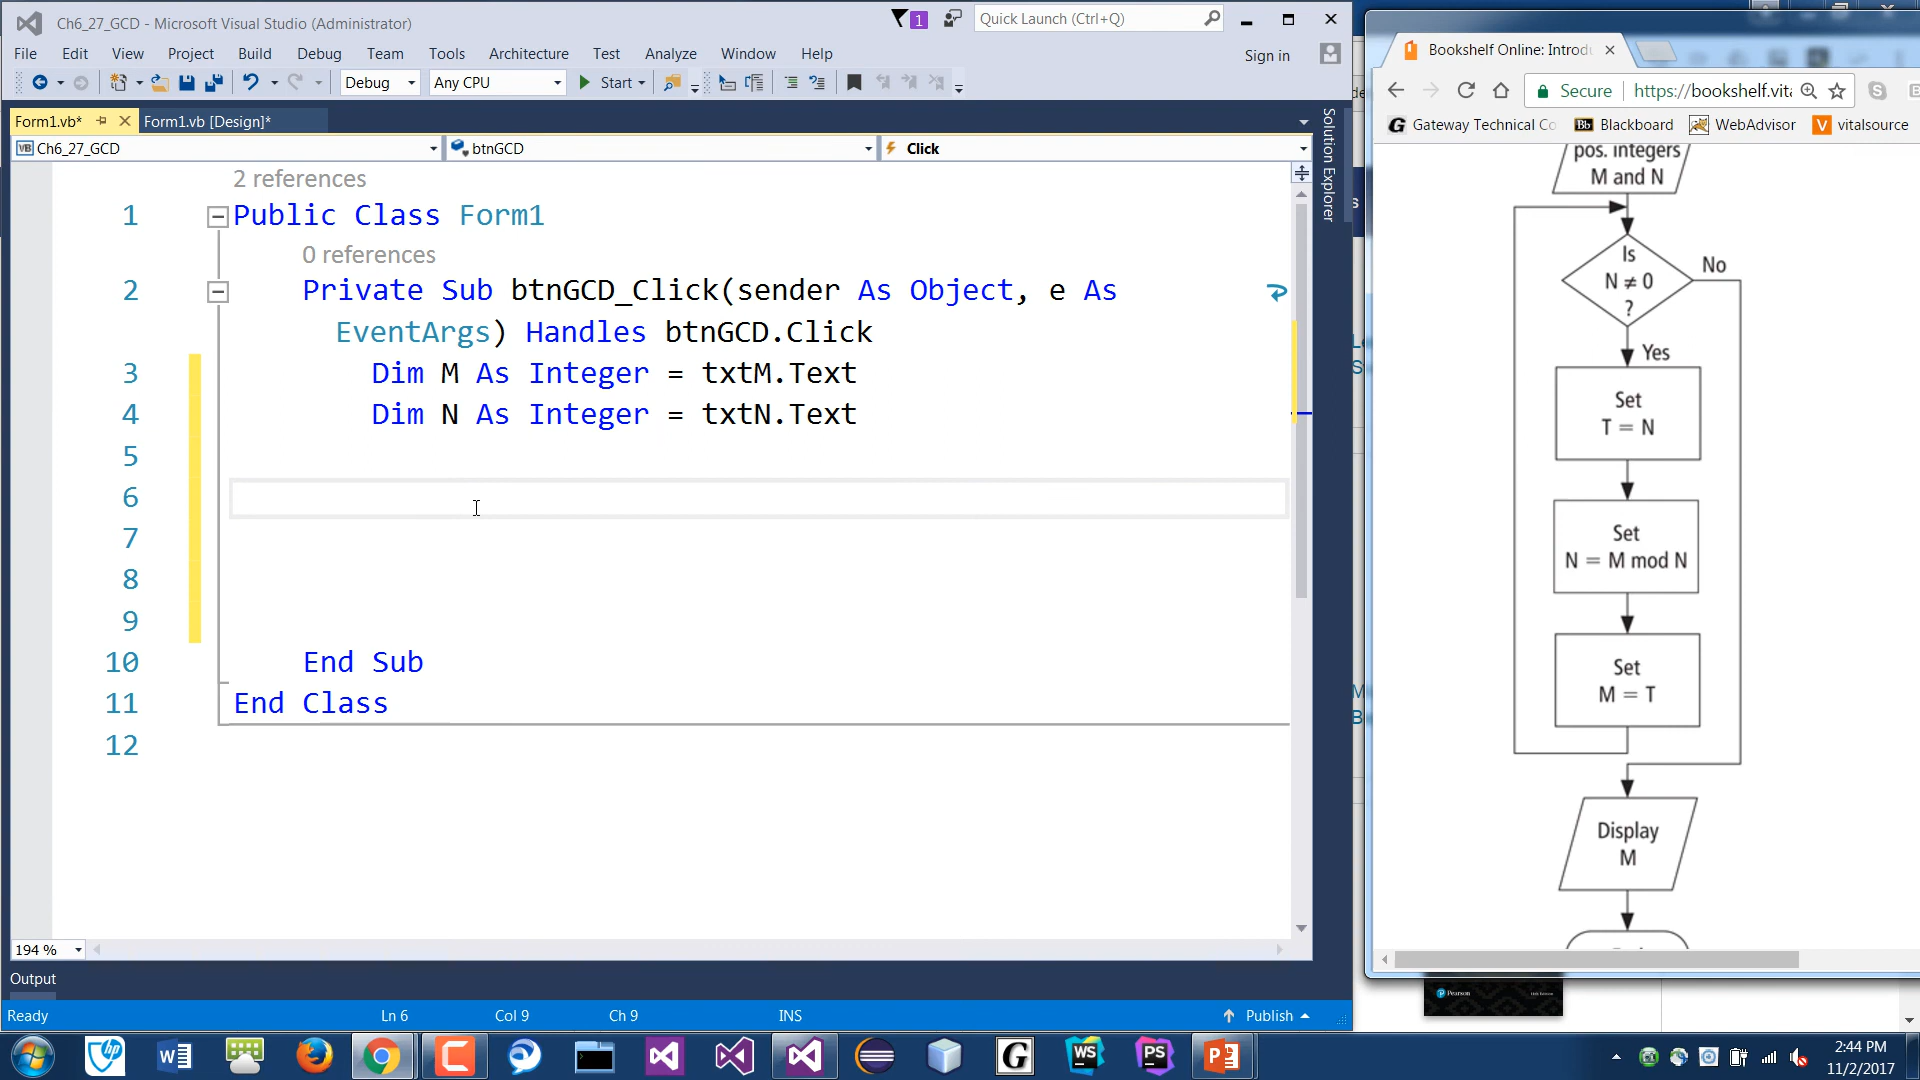 Ch6_27_GCD - Microsoft Visual Studio (Administrator)
1
Quick Launch (Ctrl+Q)
File Edit View Project Build Debug Team Tools Architecture Test Analyze Window Help
Sign in
Debug Any CPU Start
Form1.vb* Form1.vb [Design]*
VB Ch6_27_GCD btnGCD Click
Solution Explorer
2 references
1 Public Class Form1
0 references
2 Private Sub btnGCD_Click(sender As Object, e As
EventArgs) Handles btnGCD.Click
3 Dim M As Integer = txtM.Text
4 Dim N As Integer = txtN.Text
5
6
7
8
9
10 End Sub
11 End Class
12
194 %
Output
Ready Ln 6 Col 9 Ch 9 INS Publish
Bookshelf Online: Introdu
Secure https://bookshelf.vita
G Gateway Technical Co Bb Blackboard WebAdvisor V vitalsource
pos. integers
M and N
Is
N ≠ 0
?
No
Yes
Set
T = N
Set
N = M mod N
Set
M = T
Display
M
Pearson
2:44 PM
11/2/2017